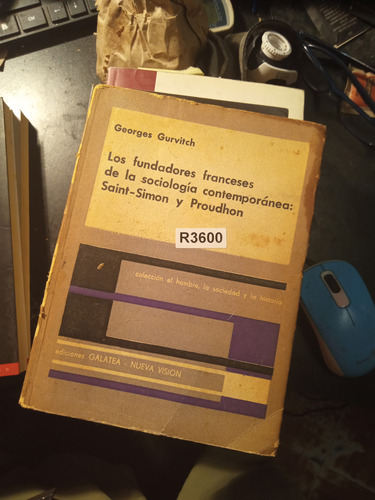 Georges Gurvitch
Los fundadores franceses
de la sociología contemporánea:
Saint-Simon y Proudhon
R3600
colección el hombre, la sociedad y la historia
ediciones GALATEA - NUEVA VISION